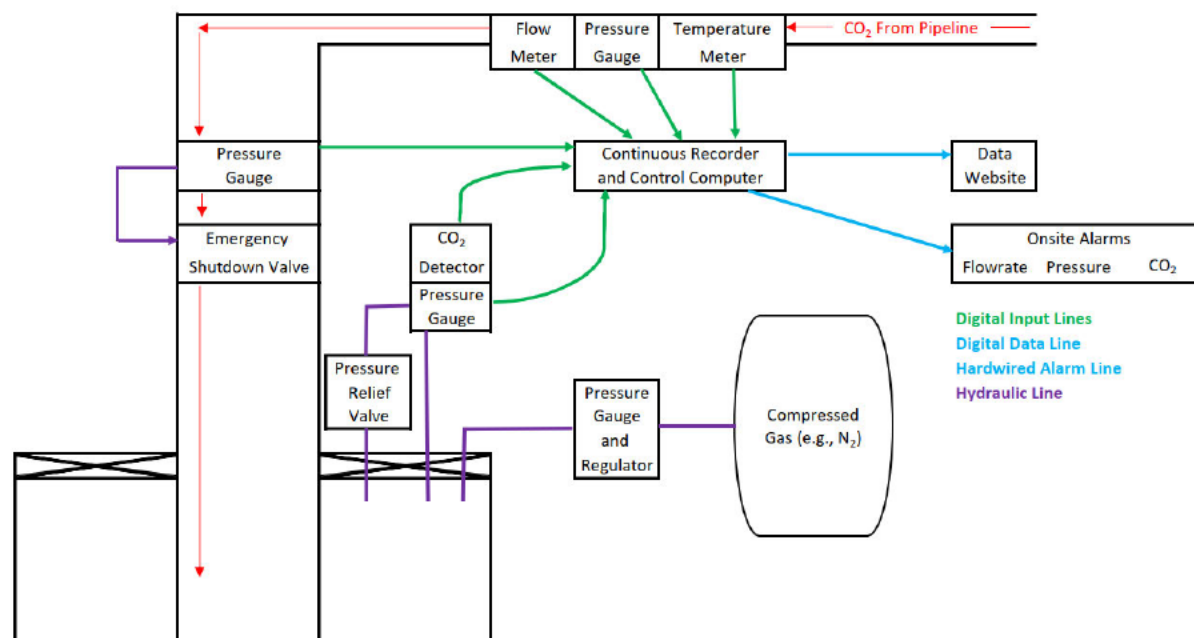 Flow
Meter
Pressure
Gauge
Temperature
Meter
CO₂ From Pipeline
Pressure
Gauge
Continuous Recorder
and Control Computer
Data
Website
Emergency
Shutdown Valve
CO₂
Detector
Pressure
Gauge
Onsite Alarms
Flowrate Pressure CO₂
Digital Input Lines
Digital Data Line
Hardwired Alarm Line
Hydraulic Line
Pressure
Relief
Valve
Pressure
Gauge
and
Regulator
Compressed
Gas (e.g., N₂)